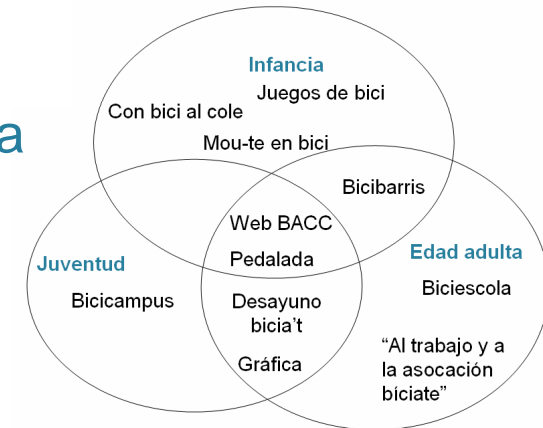 Infancia
Juegos de bici
Con bici al cole
a
Mou-te en bici
Bicibarris
Web BACC
Pedalada
Juventud
Edad adulta
Bicicampus
Biciescola
Desayuno
bicia't
Gráfica
“Al trabajo y a
la asocación
bíciate”